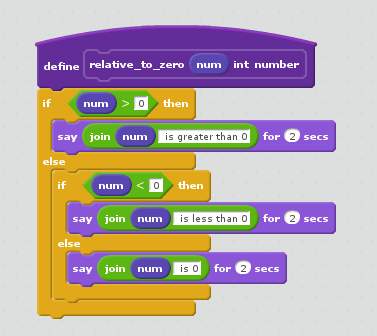 define relative_to_zero num int number
if num > 0 then
say join num is greater than 0 for 2 secs
else
if num < 0 then
say join num is less than 0 for 2 secs
else
say join num is 0 for 2 secs